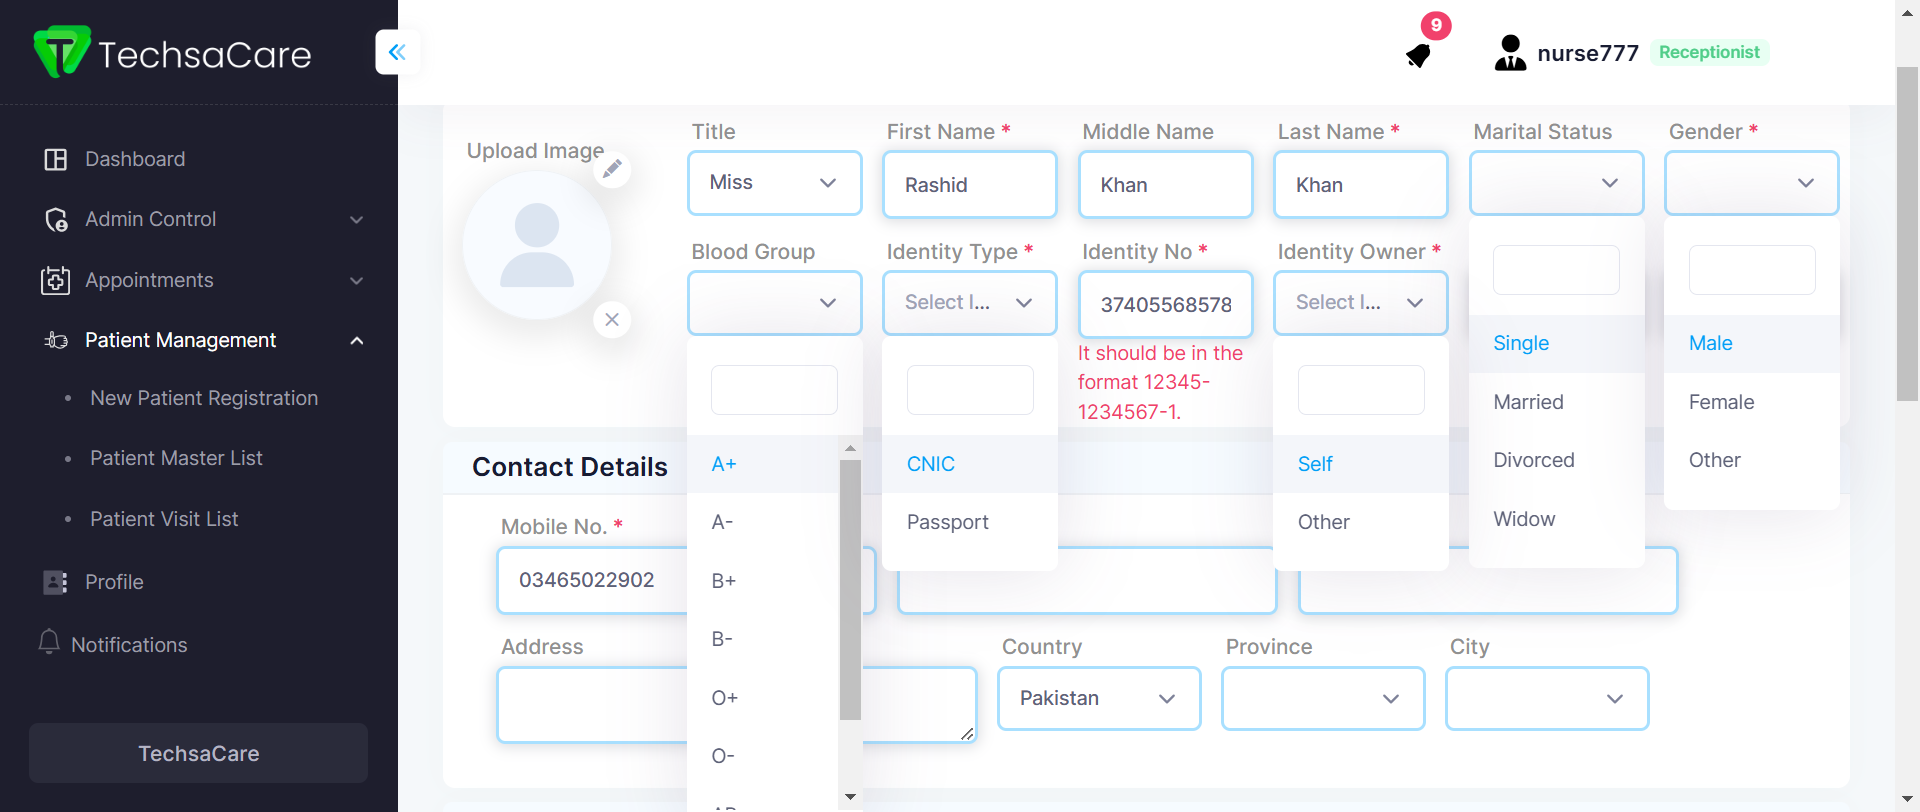 TechsaCare
9
nurse777 Receptionist
Dashboard
Admin Control
Appointments
Patient Management
New Patient Registration
Patient Master List
Patient Visit List
Profile
Notifications
TechsaCare
Upload Image
Title
First Name *
Middle Name
Last Name *
Marital Status
Gender *
Miss
Rashid
Khan
Khan
Blood Group
Identity Type *
Identity No *
Identity Owner *
Select I...
37405568578
Select I...
It should be in the
format 12345-
1234567-1.
Single
Married
Divorced
Widow
Male
Female
Other
A+
A-
B+
B-
O+
O-
CNIC
Passport
Self
Other
Contact Details
Mobile No. *
03465022902
Address
Country
Province
City
Pakistan